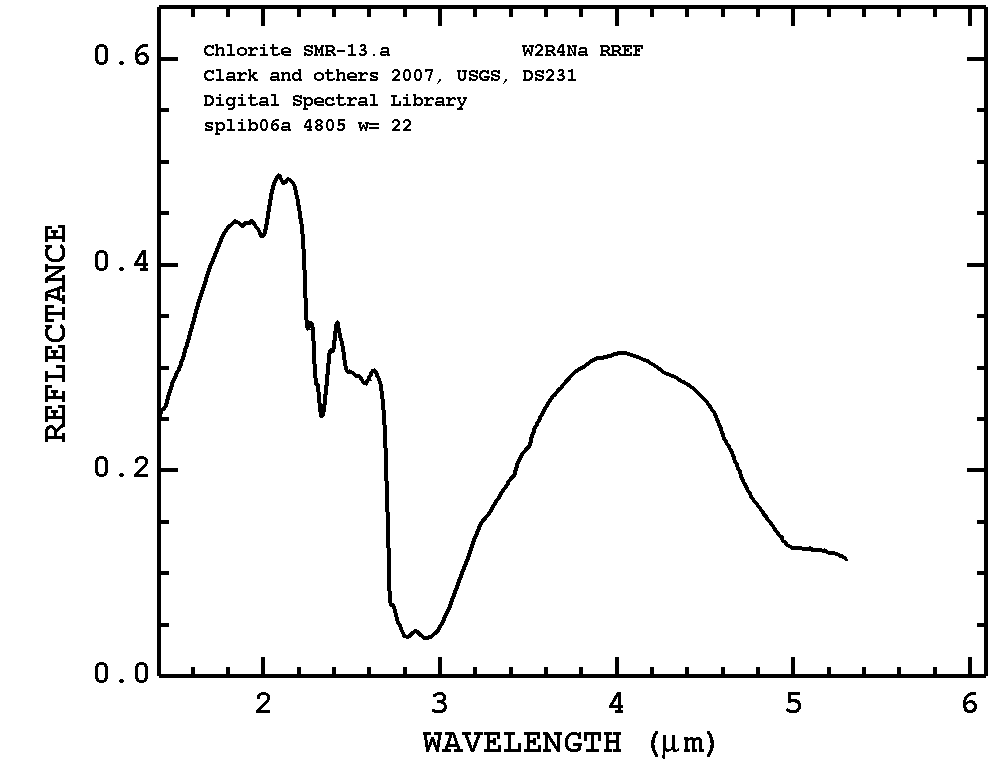 Chlorite SMR-13.a W2R4Na RREF
Clark and others 2007, USGS, DS231
Digital Spectral Library
splib06a 4805 w= 22
REFLECTANCE
0.6
0.4
0.2
0.0
2 3 4 5 6
WAVELENGTH (μm)